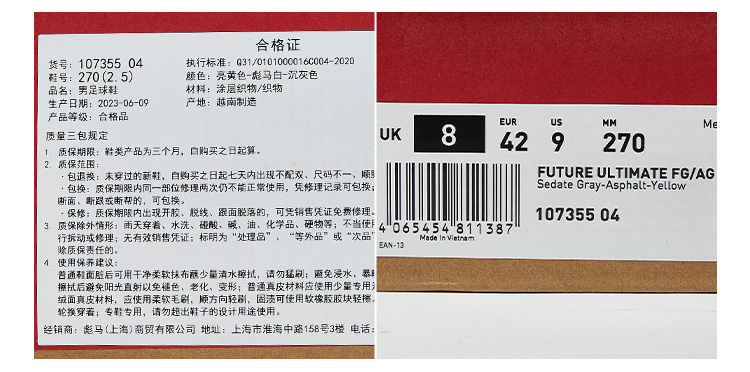 合格证
货号: 107355 04
鞋号: 270(2.5)
品名: 男足球鞋
生产日期: 2023-06-09
产品等级: 合格品
执行标准: Q31/0101000016C004-2020
颜色: 亮黄色-彪马白-沉灰色
材料: 涂层织物/织物
产地: 越南制造
质量三包规定
1. 质保期限: 鞋类产品为三个月, 自购买之日起算。
2. 质保范围:
·包退换: 未穿过的新鞋, 自购买之日起七天内出现不配双、尺码不一、顺
·包换: 质保期限内同一部位修理两次仍不能正常使用, 凭修理记录可包换;
断面、断跟或断帮的, 可包换。
·保修: 质保期限内出现开胶、脱线、跟面脱落的, 可凭销售凭证免费修理
3. 质保除外情形: 雨天穿着、水洗、碰酸、碱、油、化学品、硬物等; 不当使
行拆动或修理; 无有效销售凭证; 标明为"处理品"、"等外品"或"次品"
除质保责任的。
4. 使用保养建议:
普通鞋面脏后可用干净柔软抹布蘸少量清水擦拭, 请勿猛刷; 避免浸水、暴
擦拭后避免阳光直射以免褪色、老化、变形; 普通真皮材料应使用少量专用
绒面真皮材料, 应使用柔软毛刷, 顺方向轻刷, 固渍可使用软橡胶胶块轻擦
轮换穿着; 专鞋专用, 请勿超出鞋子的设计用途使用。
经销商: 彪马(上海)商贸有限公司 地址: 上海市淮海中路158号3楼 电话:
UK 8
EUR 42
US 9
MM 270
Me
FUTURE ULTIMATE FG/AG
Sedate Gray-Asphalt-Yellow
107355 04
4 065454 811387
Made in Vietnam
EAN-13